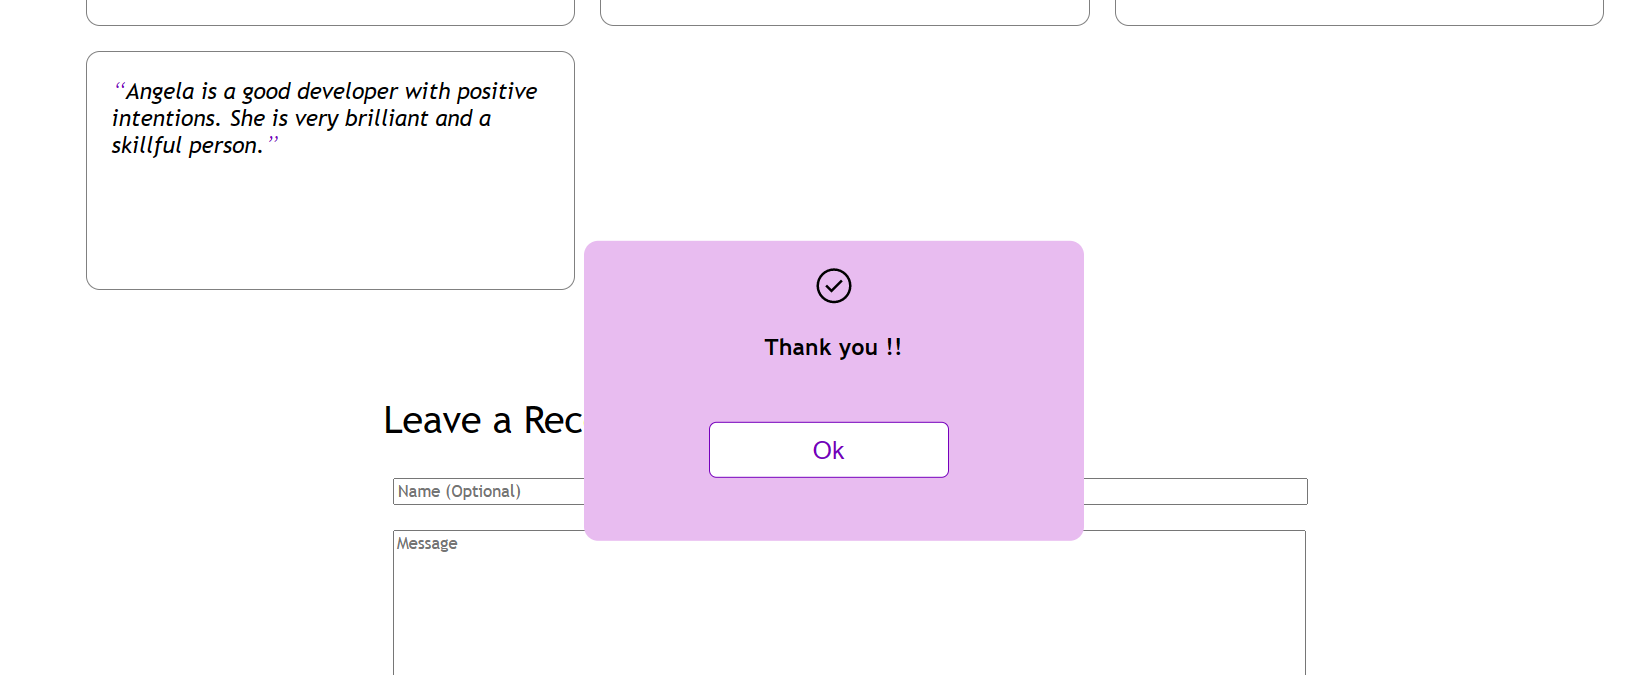 “Angela is a good developer with positive
intentions. She is very brilliant and a
skillful person.”
Thank you !!
Leave a Rec
Ok
Name (Optional)
Message